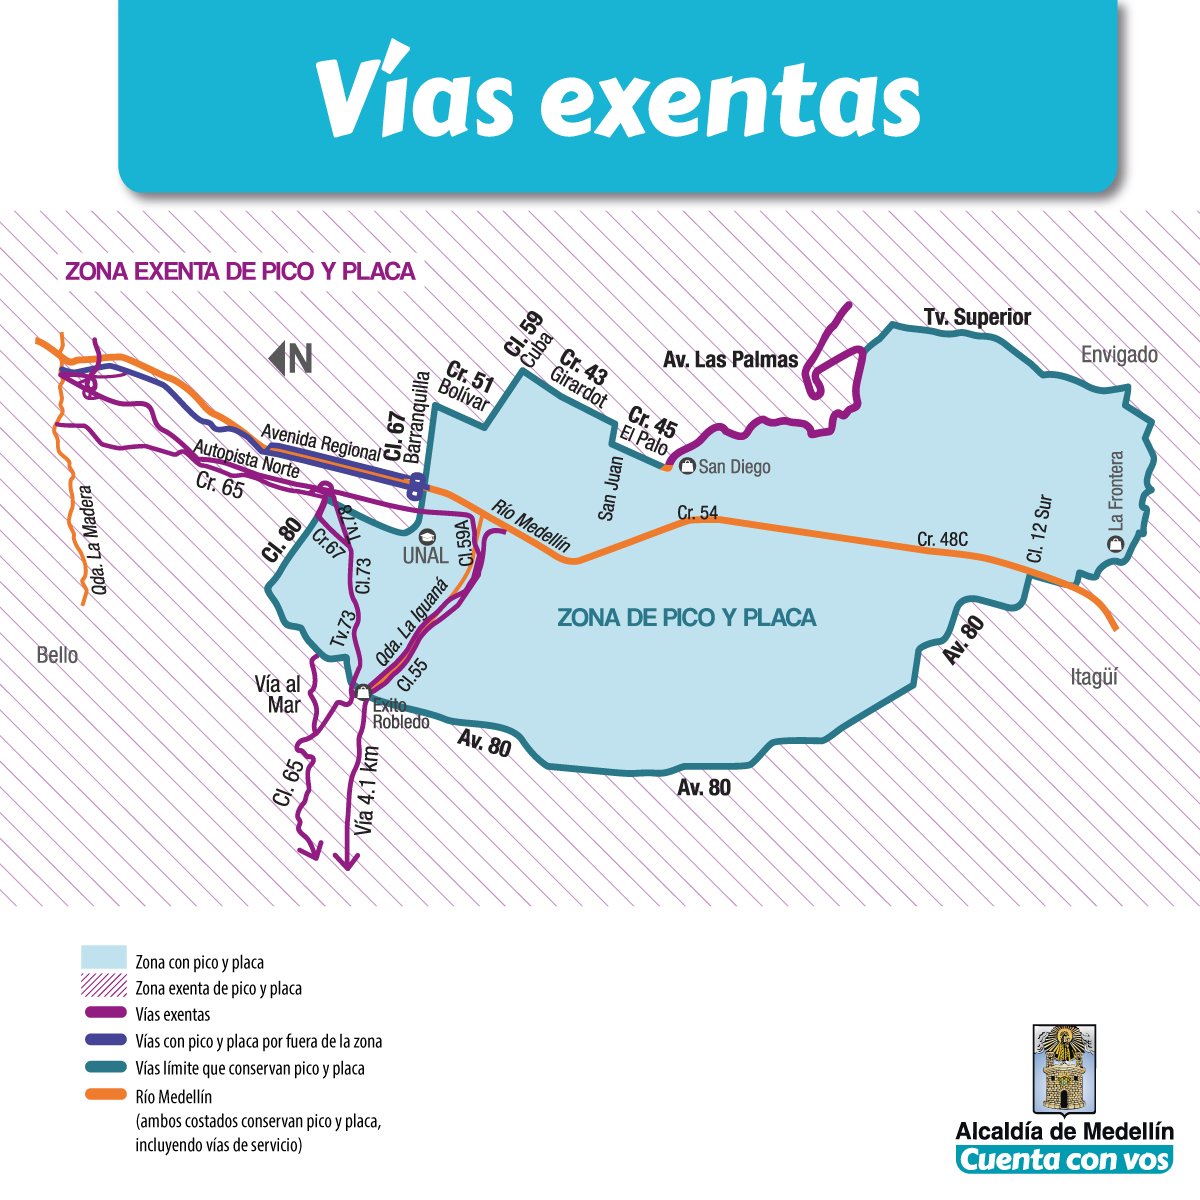 Vías exentas
ZONA EXENTA DE PICO Y PLACA
N
Tv. Superior
Envigado
Av. Las Palmas
Cl. 59
Cuba
Cr. 43
Girardot
Cr. 51
Bolívar
Cr. 45
El Palo
Cl. 67
Barranquilla
Avenida Regional
Autopista Norte
Cr. 65
San Diego
San Juan
La Frontera
Qda. La Madera
Cl. 80
Cr.67
Tv.78
Cl.73
Tv.73
UNAL
Cl.59A
Río Medellín
Cr. 54
Cr. 48C
Cl. 12 Sur
Qda. La Iguaná
Cl.55
ZONA DE PICO Y PLACA
Av. 80
Bello
Itagüí
Vía al
Mar
Exito
Robledo
Av. 80
Av. 80
Cl. 65
Vía 4.1 km
Zona con pico y placa
Zona exenta de pico y placa
Vías exentas
Vías con pico y placa por fuera de la zona
Vías límite que conservan pico y placa
Río Medellín
(ambos costados conservan pico y placa,
incluyendo vías de servicio)
Alcaldía de Medellín
Cuenta con vos